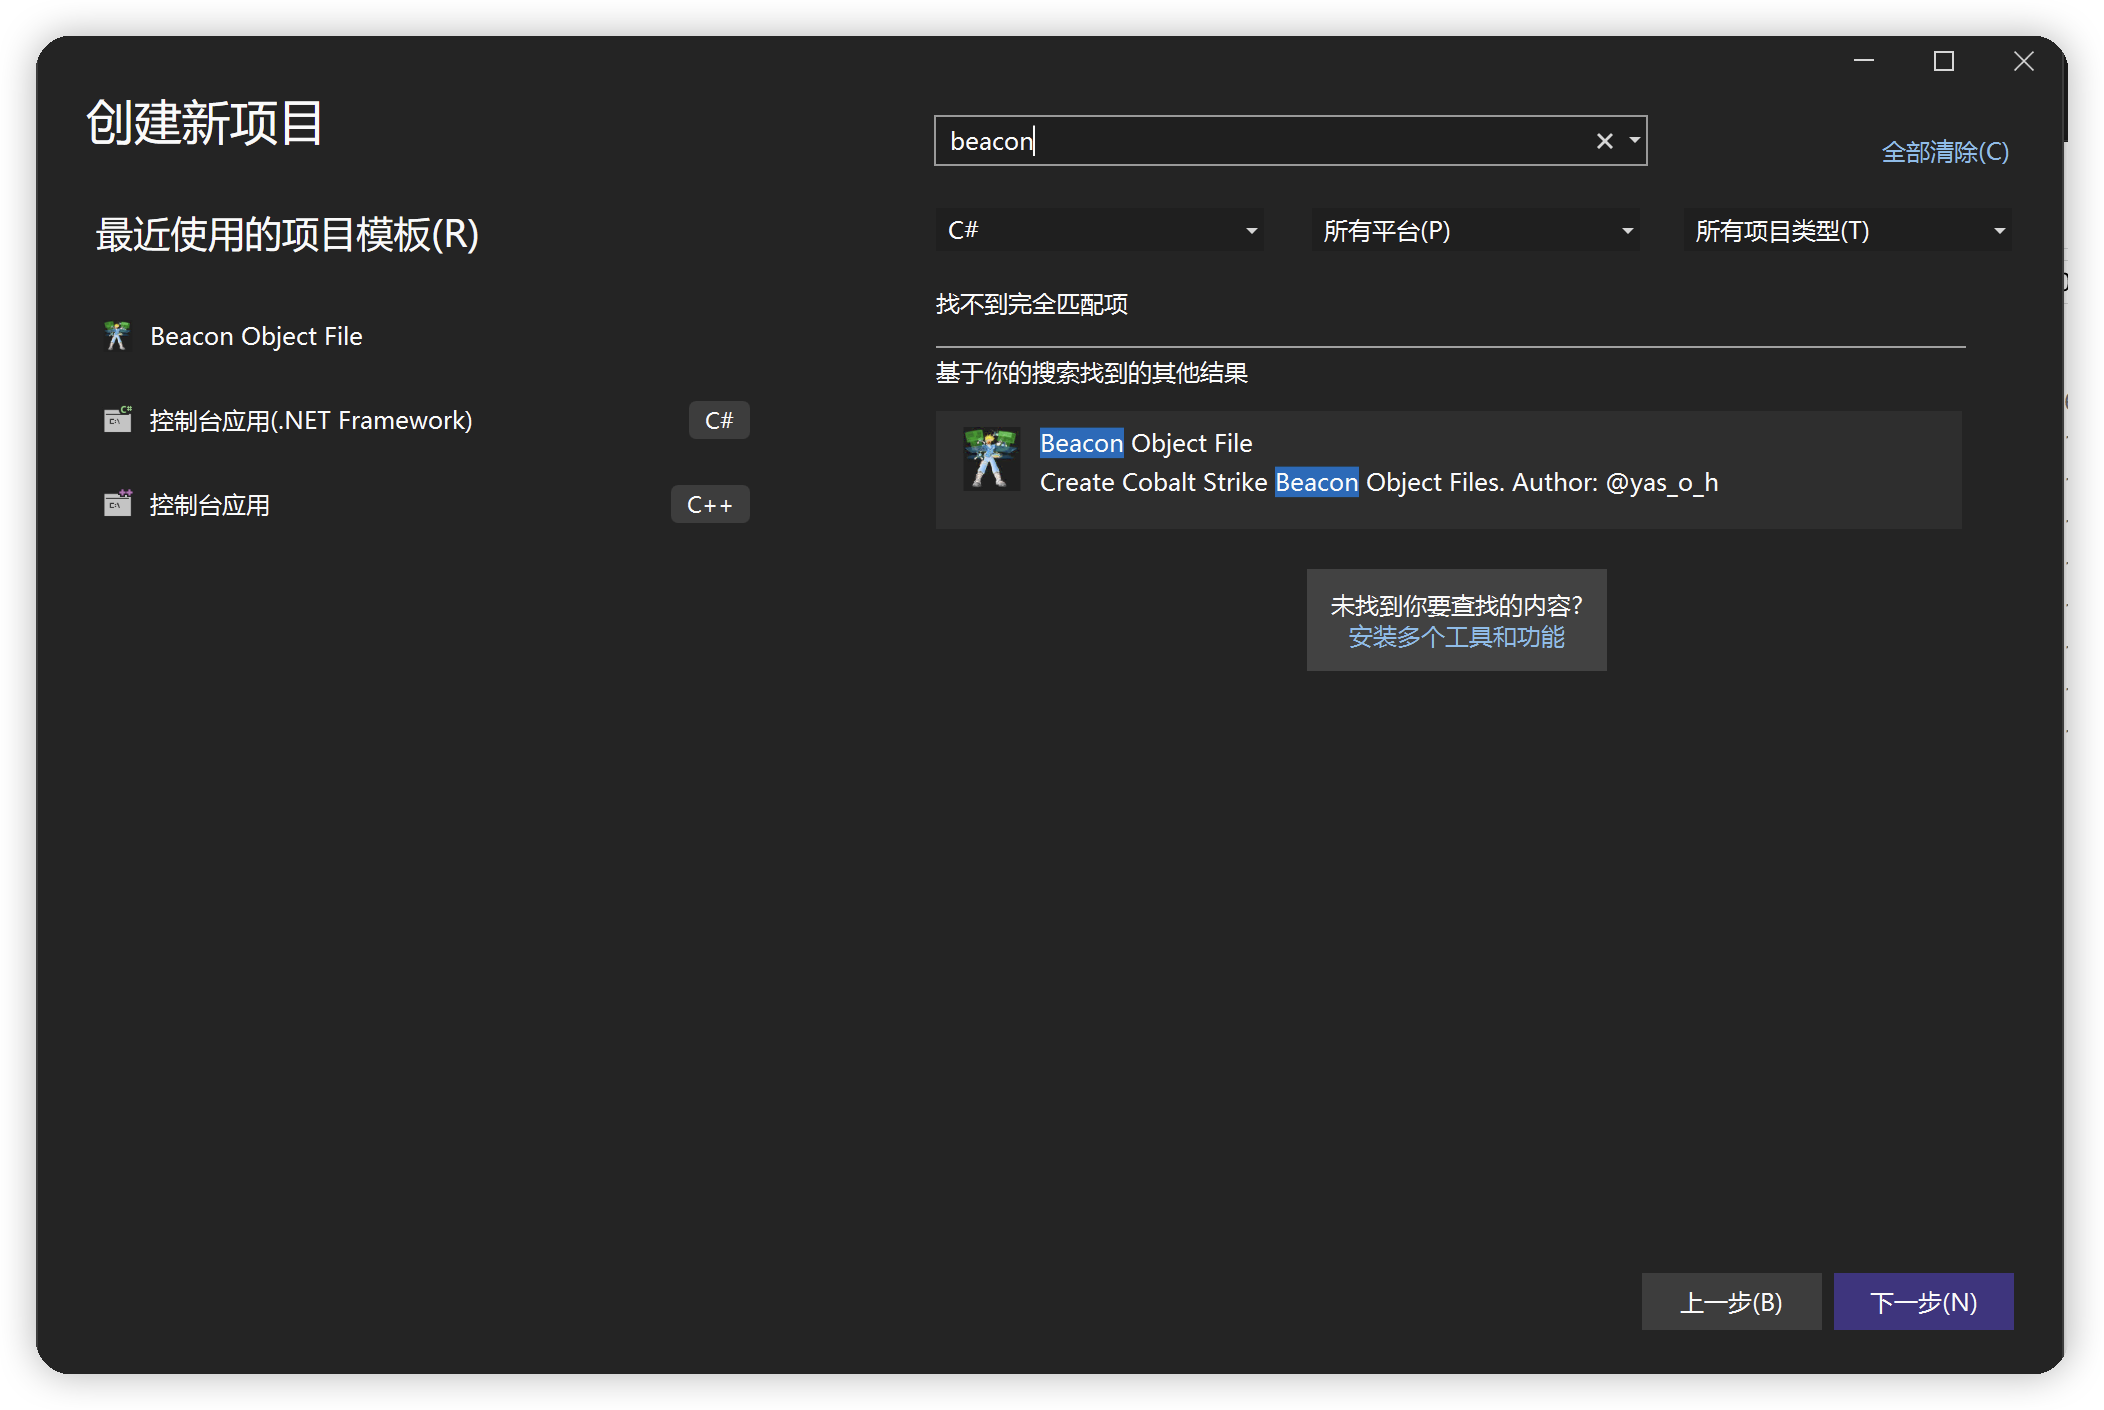 创建新项目
beacon
全部清除(C)
最近使用的项目模板(R)
C#
所有平台(P)
所有项目类型(T)
Beacon Object File
控制台应用(.NET Framework)
C#
控制台应用
C++
找不到完全匹配项
基于你的搜索找到的其他结果
Beacon Object File
Create Cobalt Strike Beacon Object Files. Author: @yas_o_h
未找到你要查找的内容?
安装多个工具和功能
上一步(B)
下一步(N)